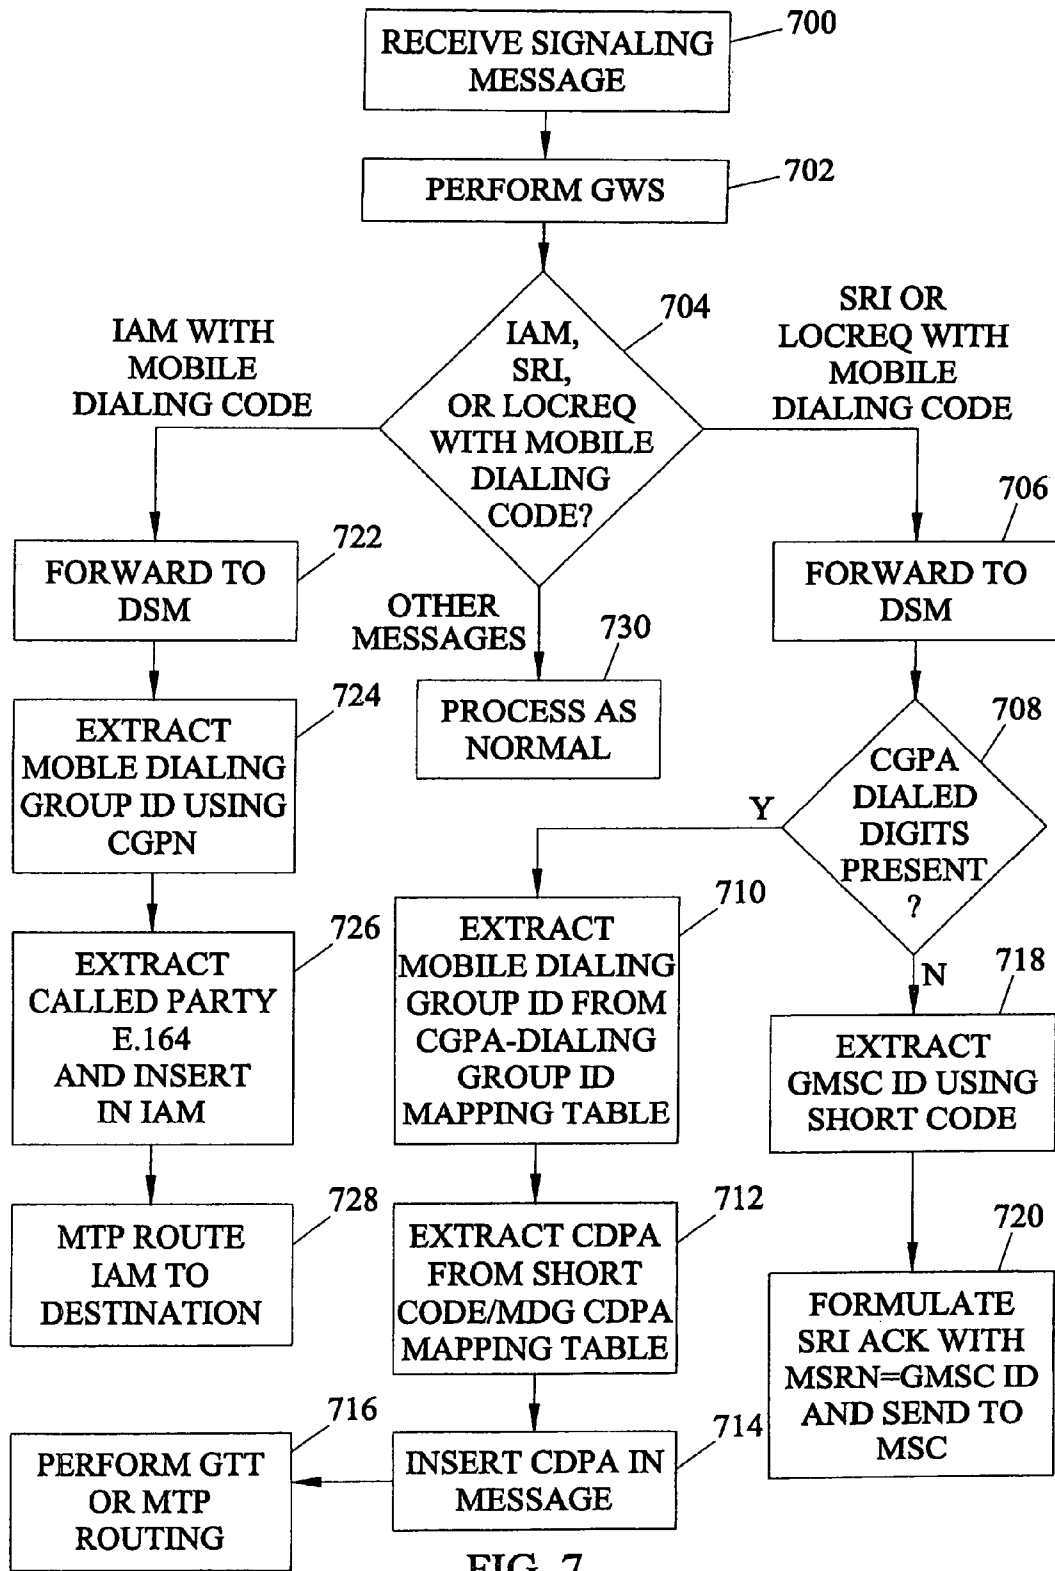 RECEIVE SIGNALING
MESSAGE
700
PERFORM GWS
702
IAM,
SRI,
OR LOCREQ
WITH MOBILE
DIALING
CODE?
704
IAM WITH
MOBILE
DIALING CODE
SRI OR
LOCREQ WITH
MOBILE
DIALING CODE
OTHER
MESSAGES
FORWARD TO
DSM
722
EXTRACT
MOBLE DIALING
GROUP ID USING
CGPN
724
EXTRACT
CALLED PARTY
E.164
AND INSERT
IN IAM
726
MTP ROUTE
IAM TO
DESTINATION
728
PROCESS AS
NORMAL
730
FORWARD TO
DSM
706
CGPA
DIALED
DIGITS
PRESENT
?
708
Y
N
EXTRACT
MOBILE DIALING
GROUP ID FROM
CGPA-DIALING
GROUP ID
MAPPING TABLE
710
EXTRACT CDPA
FROM SHORT
CODE/MDG CDPA
MAPPING TABLE
712
INSERT CDPA IN
MESSAGE
714
PERFORM GTT
OR MTP
ROUTING
716
EXTRACT
GMSC ID USING
SHORT CODE
718
FORMULATE
SRI ACK WITH
MSRN=GMSC ID
AND SEND TO
MSC
720
FIG. 7